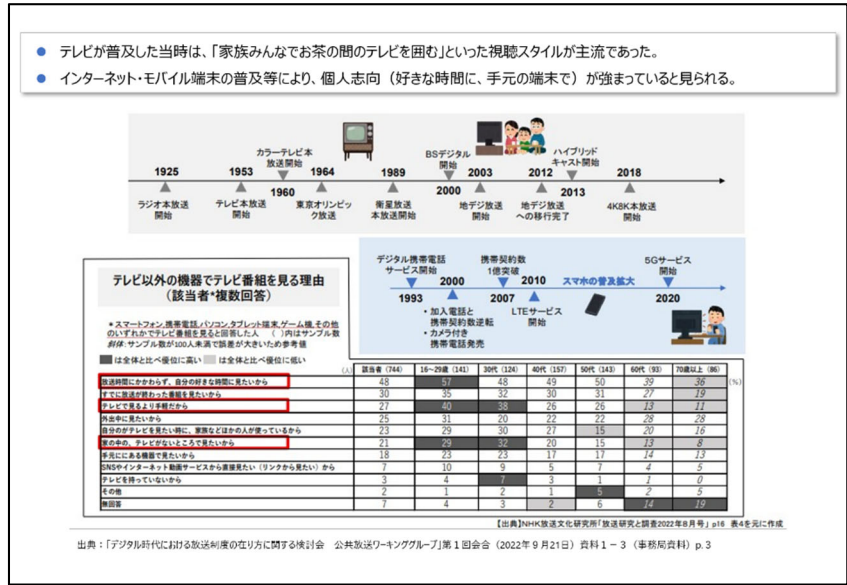 ● テレビが普及した当時は、「家族みんなでお茶の間のテレビを囲む」といった視聴スタイルが主流であった。
● インターネット・モバイル端末の普及等により、個人志向（好きな時間に、手元の端末で）が強まっていると見られる。
カラーテレビ本
放送開始
BSデジタル
開始
ハイブリッド
キャスト開始
1925 1953 1964 1989 2003 2012 2018
1960 2000 2013
ラジオ本放送
開始
テレビ本放送
開始
東京オリンピッ
ク放送
衛星放送
本放送開始
地デジ放送
開始
地デジ放送
への移行完了
4K8K本放送
開始
デジタル携帯電話
サービス開始
携帯契約数
1億突破
5Gサービス
開始
2000 2010 スマホの普及拡大
1993 2007 2020
・加入電話と
携帯契約数逆転
・カメラ付き
携帯電話発売
LTEサービス
開始
テレビ以外の機器でテレビ番組を見る理由
（該当者*複数回答）
*スマートフォン,携帯電話,パソコン,タブレット端末,ゲーム機,その他
のいずれかでテレビ番組を見ると回答した人 （ ）内はサンプル数
斜体:サンプル数が100人未満で誤差が大きいため参考値
■は全体と比べ優位に高い ■は全体と比べ優位に低い
(人) 該当者（744） 16～29歳（141） 30代（124） 40代（157） 50代（143） 60代（93） 70歳以上（86）
放送時間にかかわらず、自分の好きな時間に見たいから 48 57 48 49 50 39 36 (%)
すでに放送が終わった番組を見たいから 30 35 32 30 31 27 19
テレビで見るより手軽だから 27 40 38 26 26 13 11
外出中に見たいから 25 31 20 22 22 28 28
自分のがテレビを見たい時に、家族などほかの人が使っているから 23 29 30 27 15 20 16
家の中の、テレビがないところで見たいから 21 29 32 20 15 13 8
手元ににある機器で見たいから 18 23 23 17 17 14 13
SNSやインターネット動画サービスから直接見たい（リンクから見たい）から 7 10 9 5 7 4 5
テレビを持っていないから 3 4 7 3 1 1 0
その他 2 1 2 1 5 2 5
無回答 7 4 3 2 6 14 19
【出典】NHK放送文化研究所「放送研究と調査2022年8月号」p16 表4を元に作成
出典：「デジタル時代における放送制度の在り方に関する検討会 公共放送ワーキンググループ」第１回会合（2022年９月21日）資料１－３（事務局資料）p.３